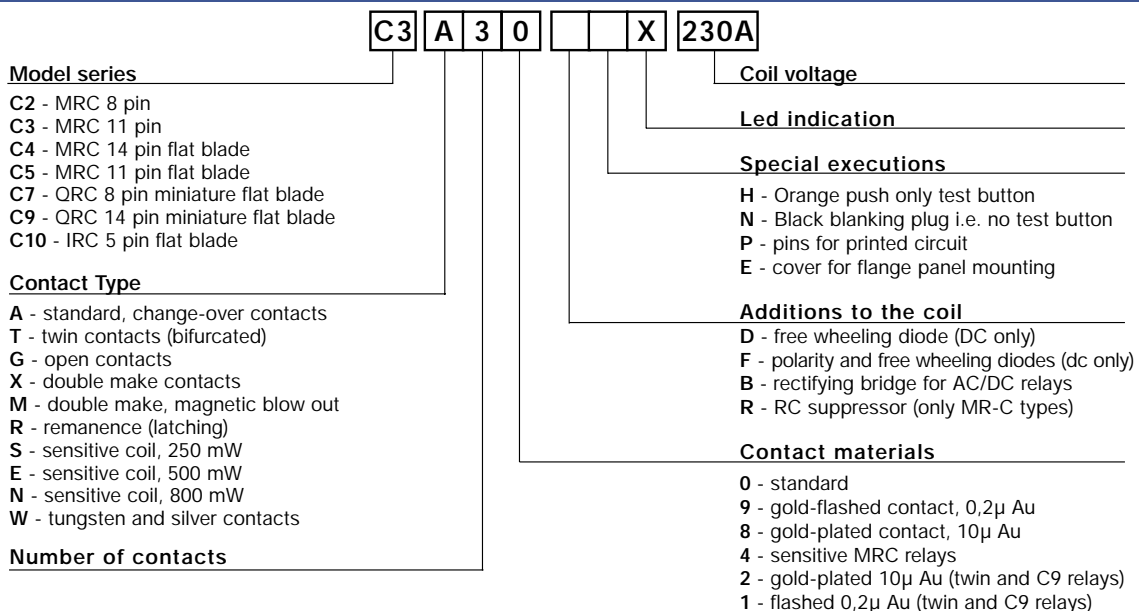 C3 A 3 0 X 230A
Model series
C2 - MRC 8 pin
C3 - MRC 11 pin
C4 - MRC 14 pin flat blade
C5 - MRC 11 pin flat blade
C7 - QRC 8 pin miniature flat blade
C9 - QRC 14 pin miniature flat blade
C10 - IRC 5 pin flat blade
Contact Type
A - standard, change-over contacts
T - twin contacts (bifurcated)
G - open contacts
X - double make contacts
M - double make, magnetic blow out
R - remanence (latching)
S - sensitive coil, 250 mW
E - sensitive coil, 500 mW
N - sensitive coil, 800 mW
W - tungsten and silver contacts
Number of contacts
Coil voltage
Led indication
Special executions
H - Orange push only test button
N - Black blanking plug i.e. no test button
P - pins for printed circuit
E - cover for flange panel mounting
Additions to the coil
D - free wheeling diode (DC only)
F - polarity and free wheeling diodes (dc only)
B - rectifying bridge for AC/DC relays
R - RC suppressor (only MR-C types)
Contact materials
0 - standard
9 - gold-flashed contact, 0,2µ Au
8 - gold-plated contact, 10µ Au
4 - sensitive MRC relays
2 - gold-plated 10µ Au (twin and C9 relays)
1 - flashed 0,2µ Au (twin and C9 relays)